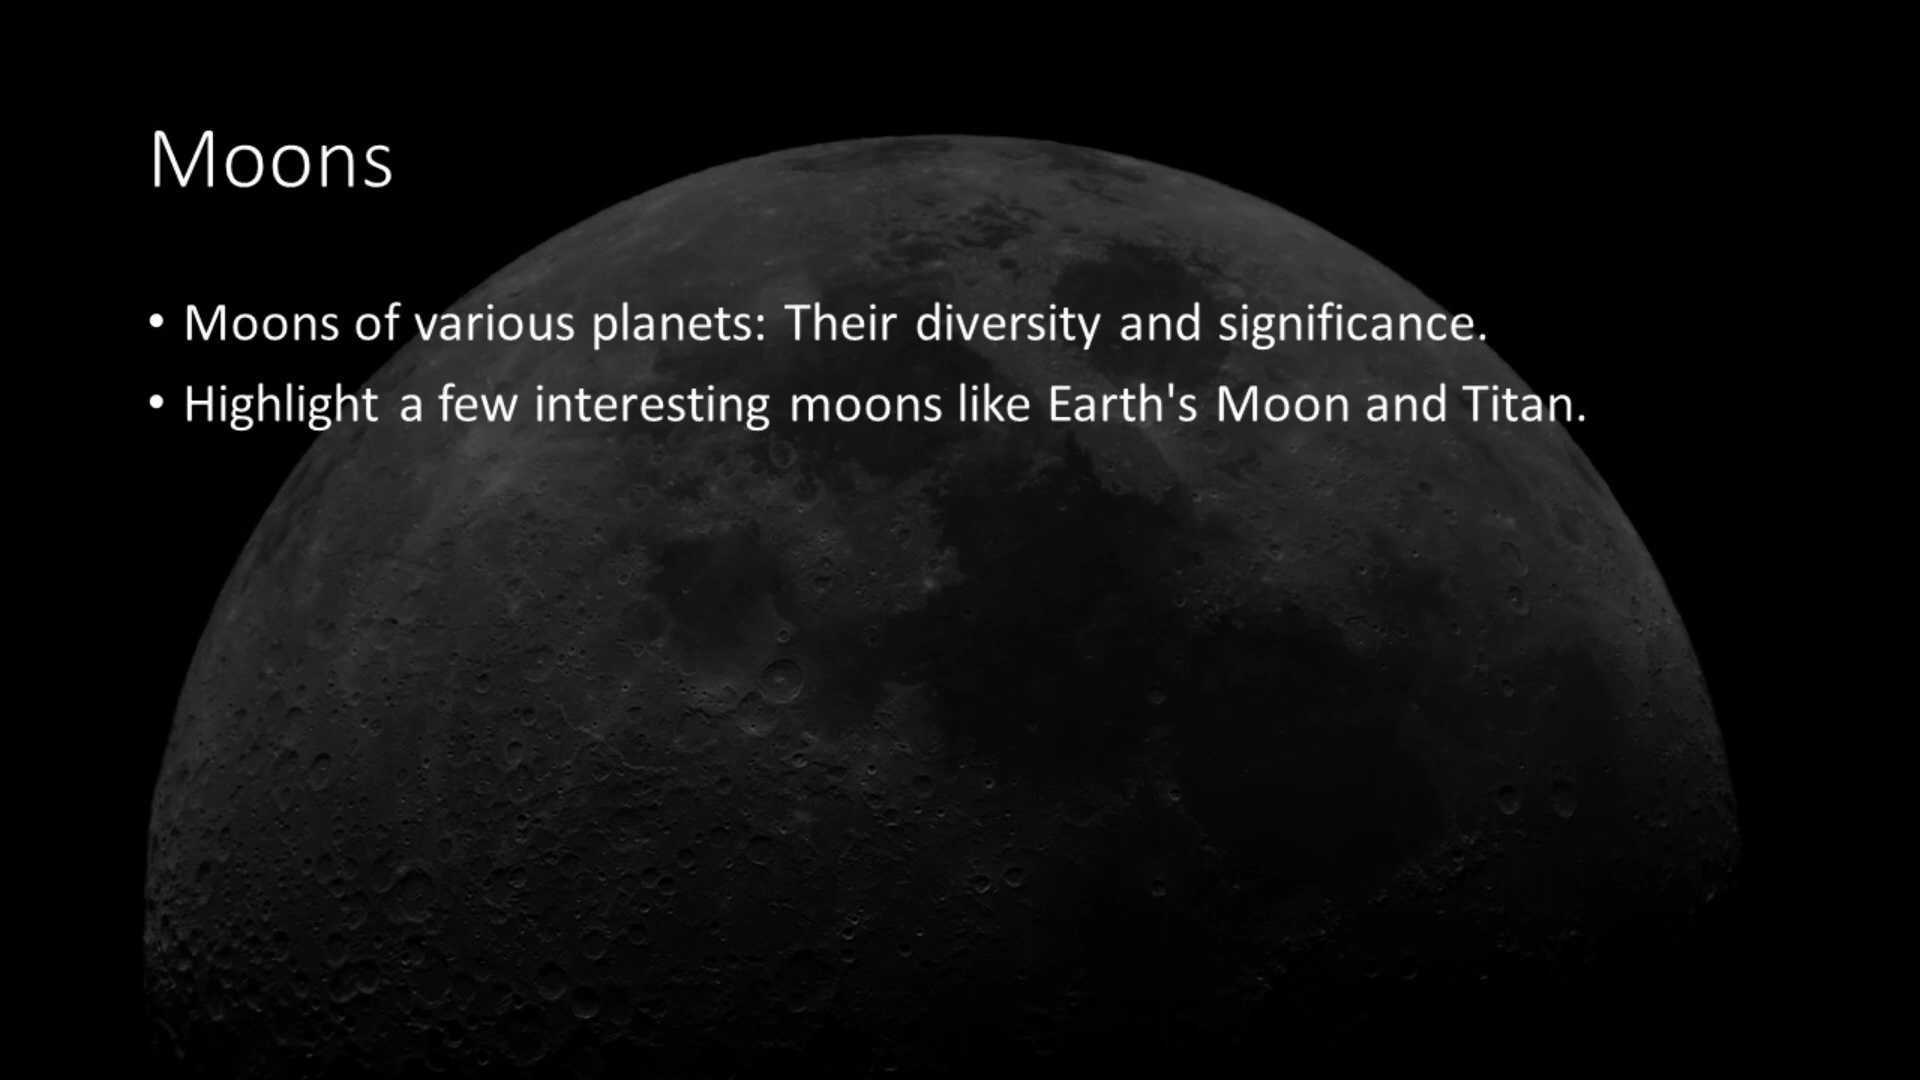 Moons
• Moons of various planets: Their diversity and significance.
• Highlight a few interesting moons like Earth's Moon and Titan.